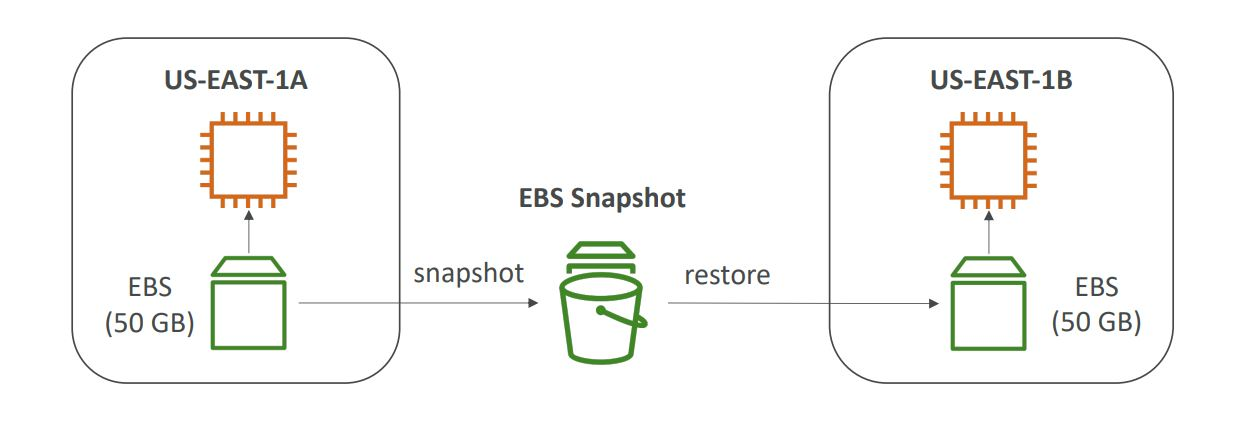 US-EAST-1A
US-EAST-1B
EBS Snapshot
snapshot
restore
EBS
(50 GB)
EBS
(50 GB)